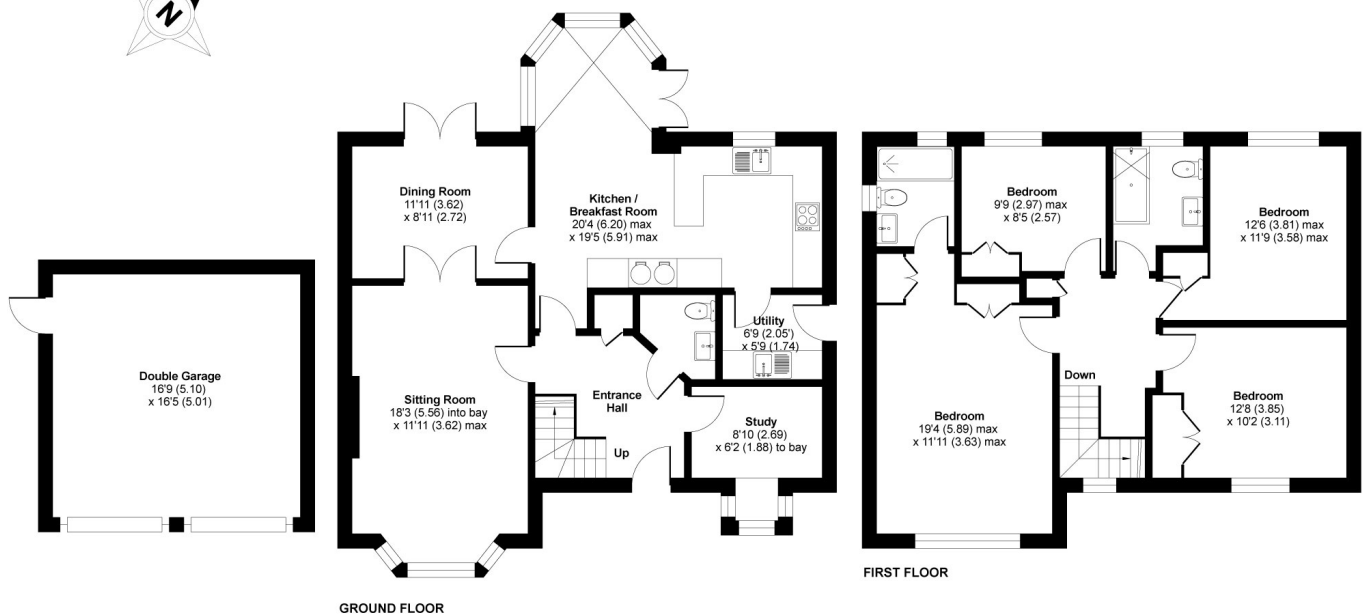 N
Dining Room
11'11 (3.62)
x 8'11 (2.72)
Kitchen /
Breakfast Room
20'4 (6.20) max
x 19'5 (5.91) max
Utility
6'9 (2.05')
x 5'9 (1.74)
Double Garage
16'9 (5.10)
x 16'5 (5.01)
Sitting Room
18'3 (5.56) into bay
x 11'11 (3.62) max
Entrance
Hall
Up
Study
8'10 (2.69)
x 6'2 (1.88) to bay
GROUND FLOOR
Bedroom
9'9 (2.97) max
x 8'5 (2.57)
Bedroom
12'6 (3.81) max
x 11'9 (3.58) max
Down
Bedroom
19'4 (5.89) max
x 11'11 (3.63) max
Bedroom
12'8 (3.85)
x 10'2 (3.11)
FIRST FLOOR